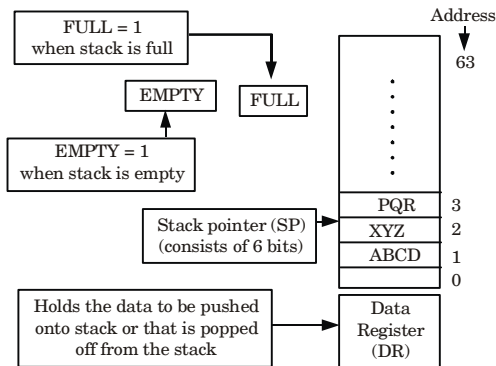 Address
FULL = 1
when stack is full
63
EMPTY
FULL
EMPTY = 1
when stack is empty
PQR 3
Stack pointer (SP)
(consists of 6 bits)
XYZ 2
ABCD 1
0
Holds the data to be pushed
onto stack or that is popped
off from the stack
Data
Register
(DR)